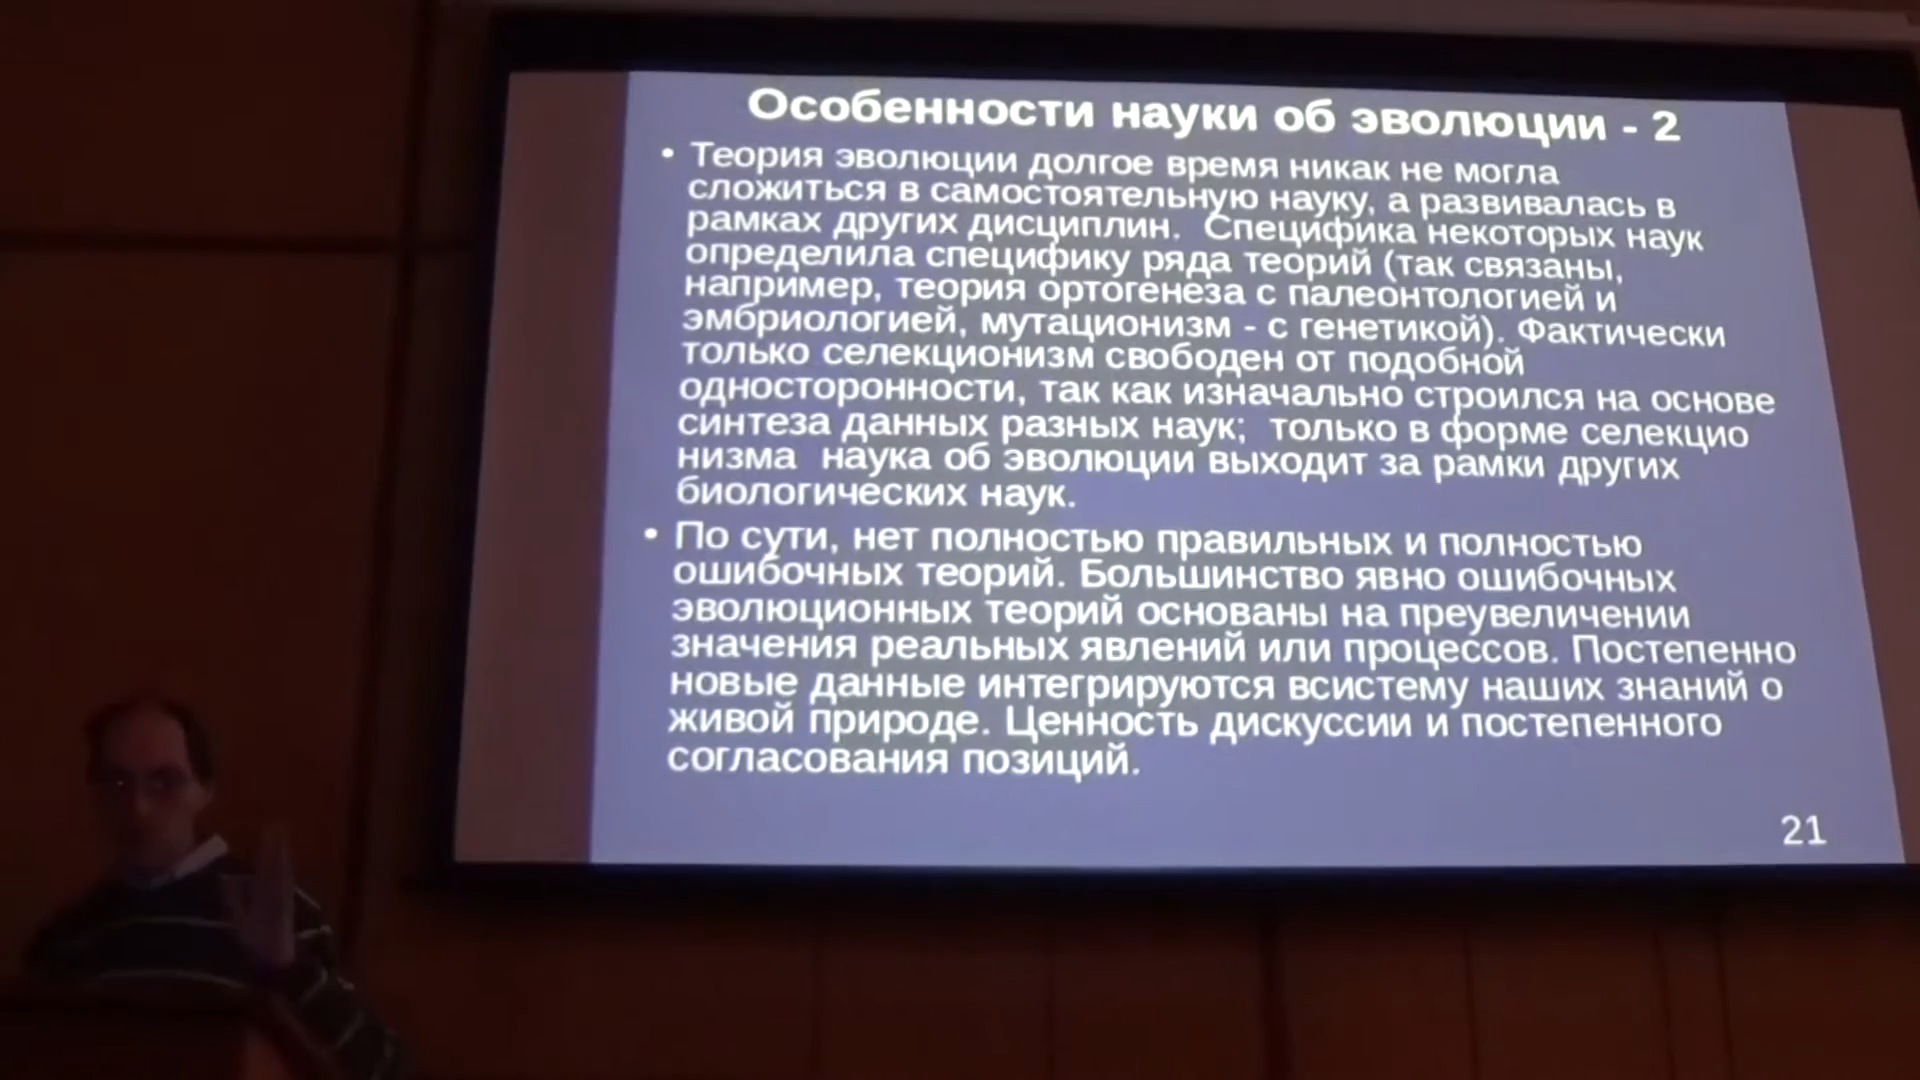 Особенности науки об эволюции - 2
• Теория эволюции долгое время никак не могла
сложиться в самостоятельную науку, а развивалась в
рамках других дисциплин. Специфика некоторых наук
определила специфику ряда теорий (так связаны,
например, теория ортогенеза с палеонтологией и
эмбриологией, мутационизм - с генетикой). Фактически
только селекционизм свободен от подобной
односторонности, так как изначально строился на основе
синтеза данных разных наук; только в форме селекцио
низма наука об эволюции выходит за рамки других
биологических наук.
• По сути, нет полностью правильных и полностью
ошибочных теорий. Большинство явно ошибочных
эволюционных теорий основаны на преувеличении
значения реальных явлений или процессов. Постепенно
новые данные интегрируются всистему наших знаний о
живой природе. Ценность дискуссии и постепенного
согласования позиций.
21